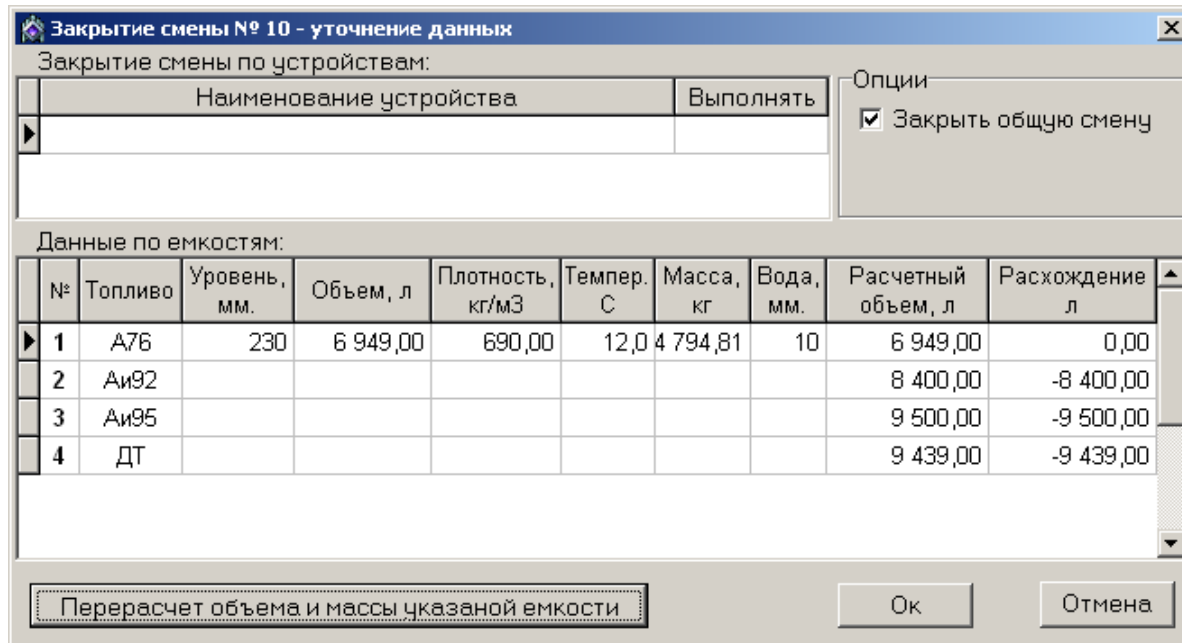 Закрытие смены № 10 - уточнение данных
Закрытие смены по устройствам:
Наименование устройства Выполнять
Опции
Закрыть общую смену
Данные по емкостям:
№ Топливо Уровень, мм. Объем, л Плотность, кг/м3 Темпер. С Масса, кг Вода, мм. Расчетный объем, л Расхождение л
1 А76 230 6 949,00 690,00 12,0 4 794,81 10 6 949,00 0,00
2 Аи92 8 400,00 -8 400,00
3 Аи95 9 500,00 -9 500,00
4 ДТ 9 439,00 -9 439,00
Перерасчет объема и массы указаной емкости Ок Отмена